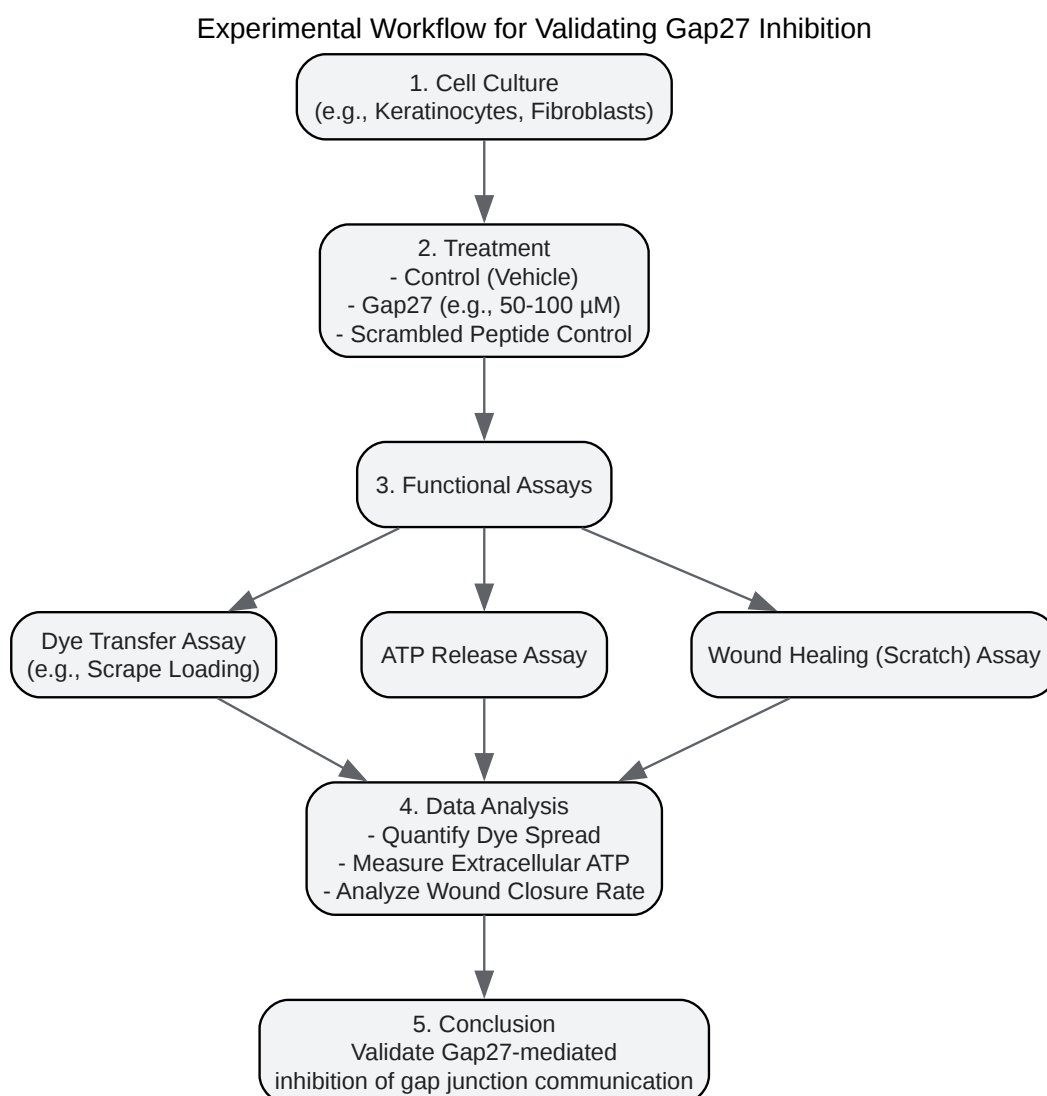 Experimental Workflow for Validating Gap27 Inhibition
1. Cell Culture
(e.g., Keratinocytes, Fibroblasts)
2. Treatment
- Control (Vehicle)
- Gap27 (e.g., 50-100 µM)
- Scrambled Peptide Control
3. Functional Assays
Dye Transfer Assay
(e.g., Scrape Loading)
ATP Release Assay
Wound Healing (Scratch) Assay
4. Data Analysis
- Quantify Dye Spread
- Measure Extracellular ATP
- Analyze Wound Closure Rate
5. Conclusion
Validate Gap27-mediated
inhibition of gap junction communication